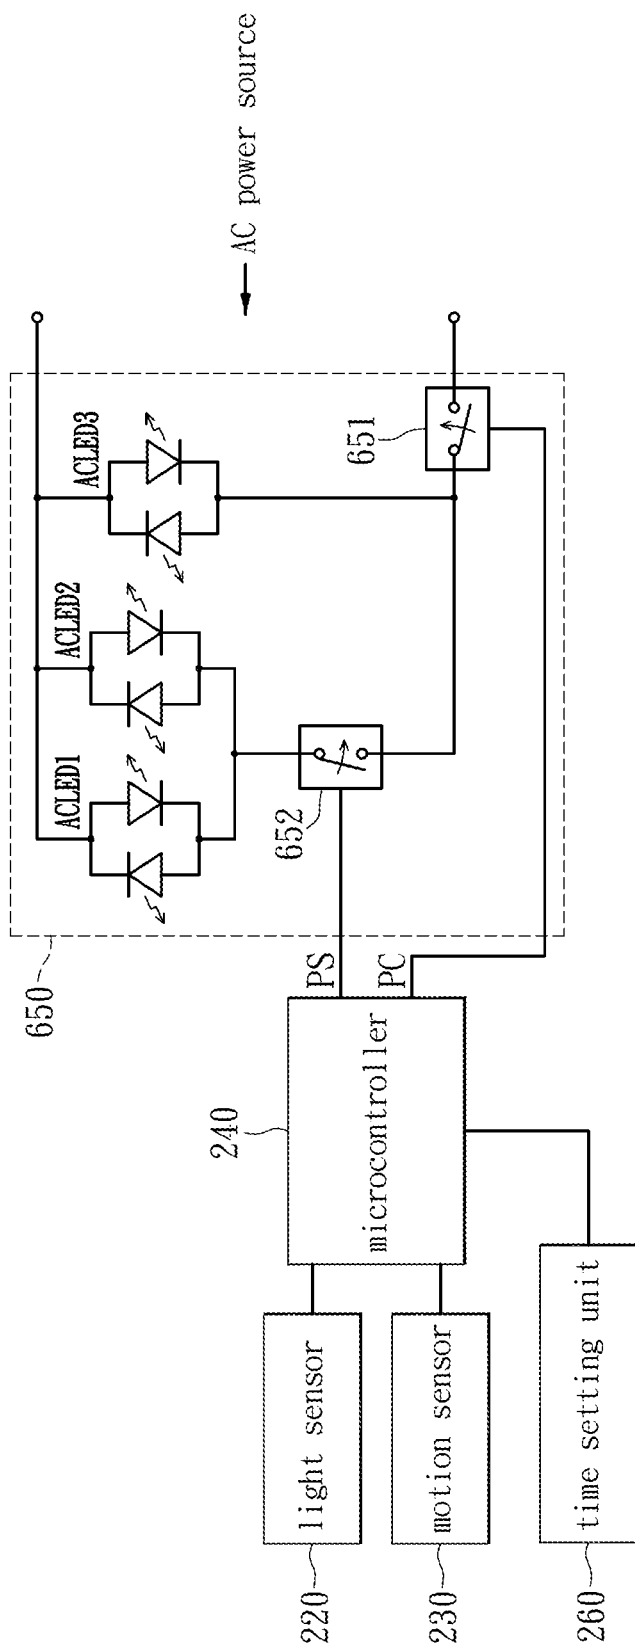 AC power source
ACLED1
ACLED2
ACLED3
650
651
652
PS
PC
240
microcontroller
220
light sensor
230
motion sensor
260
time setting unit